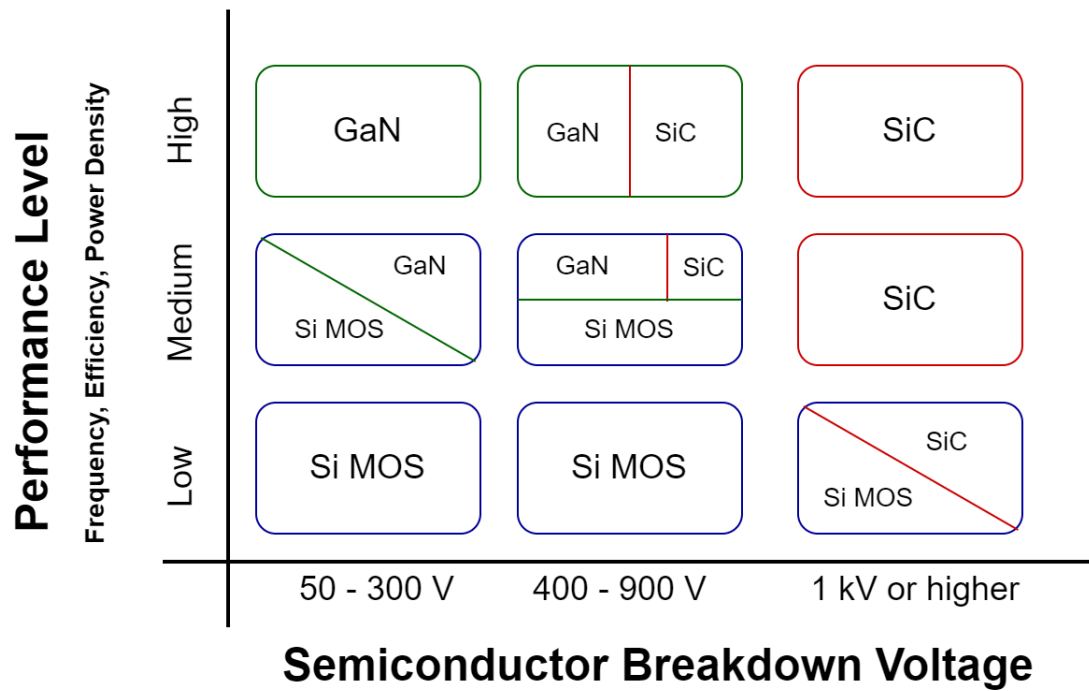 Performance Level
Frequency, Efficiency, Power Density
High
GaN
GaN
SiC
SiC
Medium
GaN
Si MOS
GaN
SiC
Si MOS
SiC
Low
Si MOS
Si MOS
SiC
Si MOS
50 - 300 V
400 - 900 V
1 kV or higher
Semiconductor Breakdown Voltage